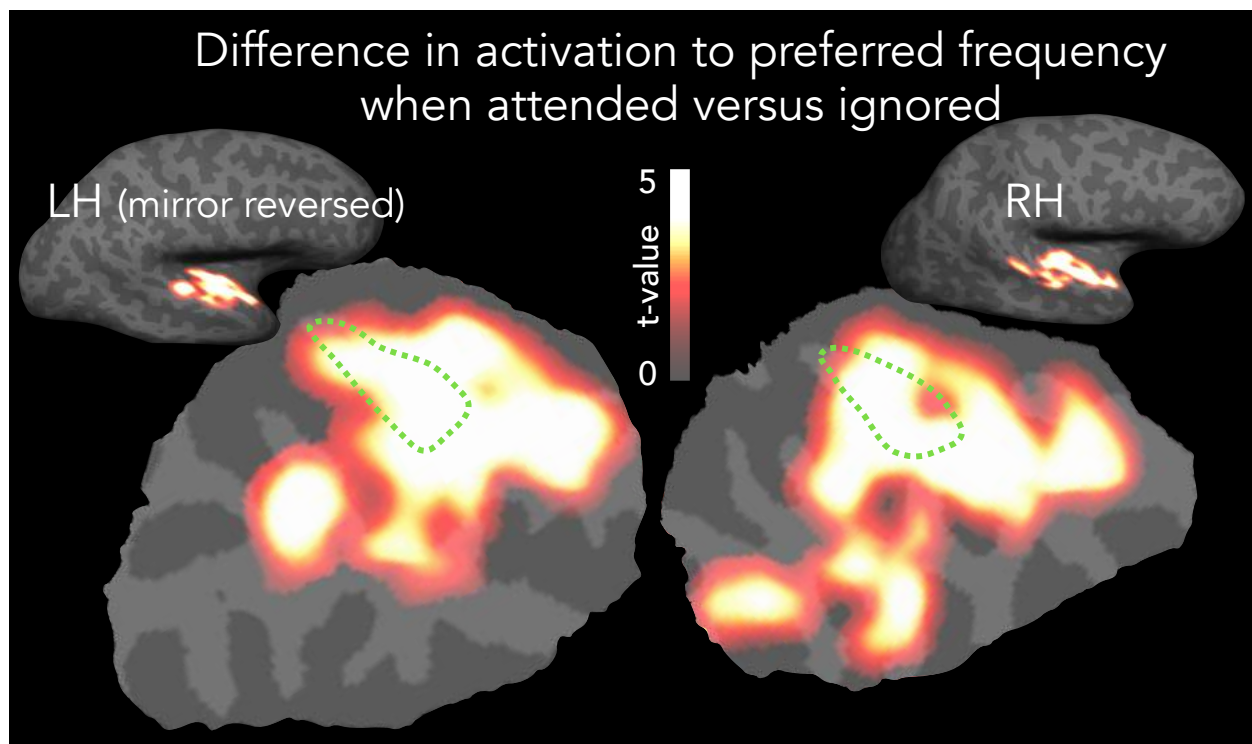 Difference in activation to preferred frequency
when attended versus ignored
LH (mirror reversed)
RH
5
t-value
0